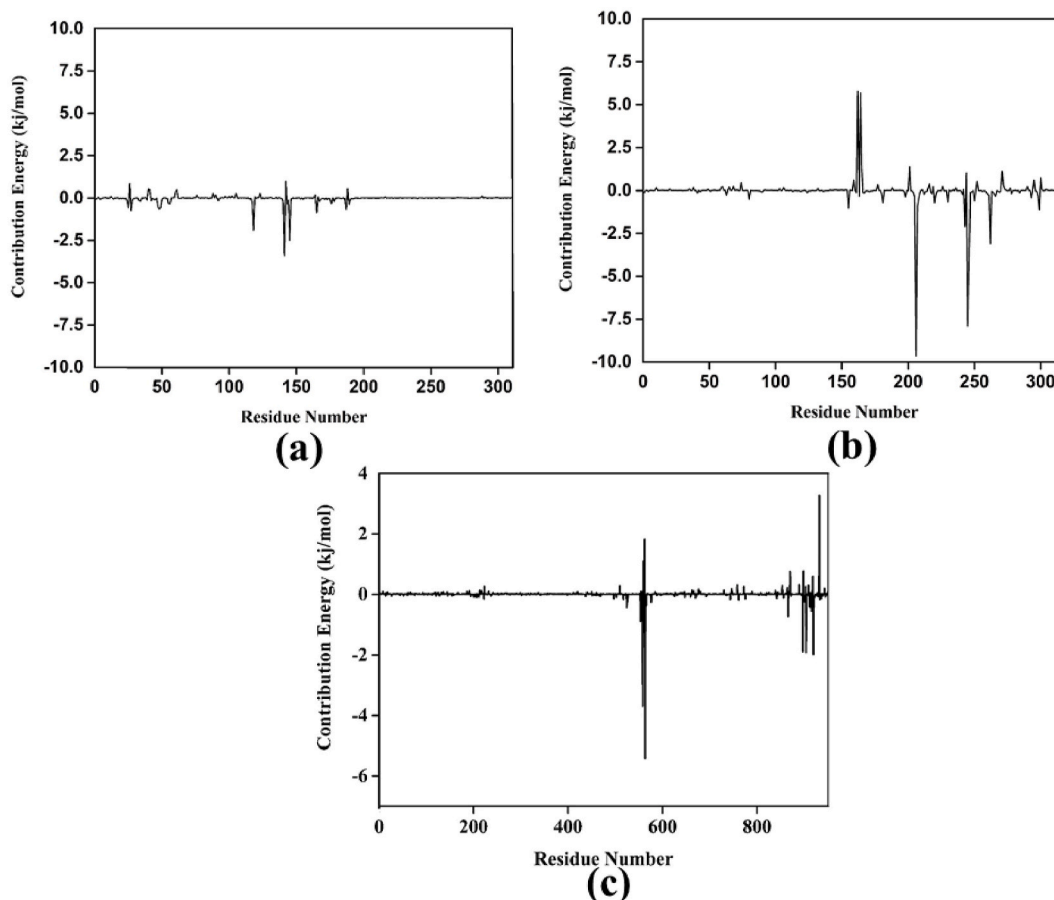 10.0
7.5
5.0
2.5
0.0
-2.5
-5.0
-7.5
-10.0
Contribution Energy (kj/mol)
0 50 100 150 200 250 300
Residue Number
(a)
10.0
7.5
5.0
2.5
0.0
-2.5
-5.0
-7.5
-10.0
Contribution Energy (kj/mol)
0 50 100 150 200 250 300
Residue Number
(b)
4
2
0
-2
-4
-6
Contribution Energy (kj/mol)
0 200 400 600 800
Residue Number
(c)